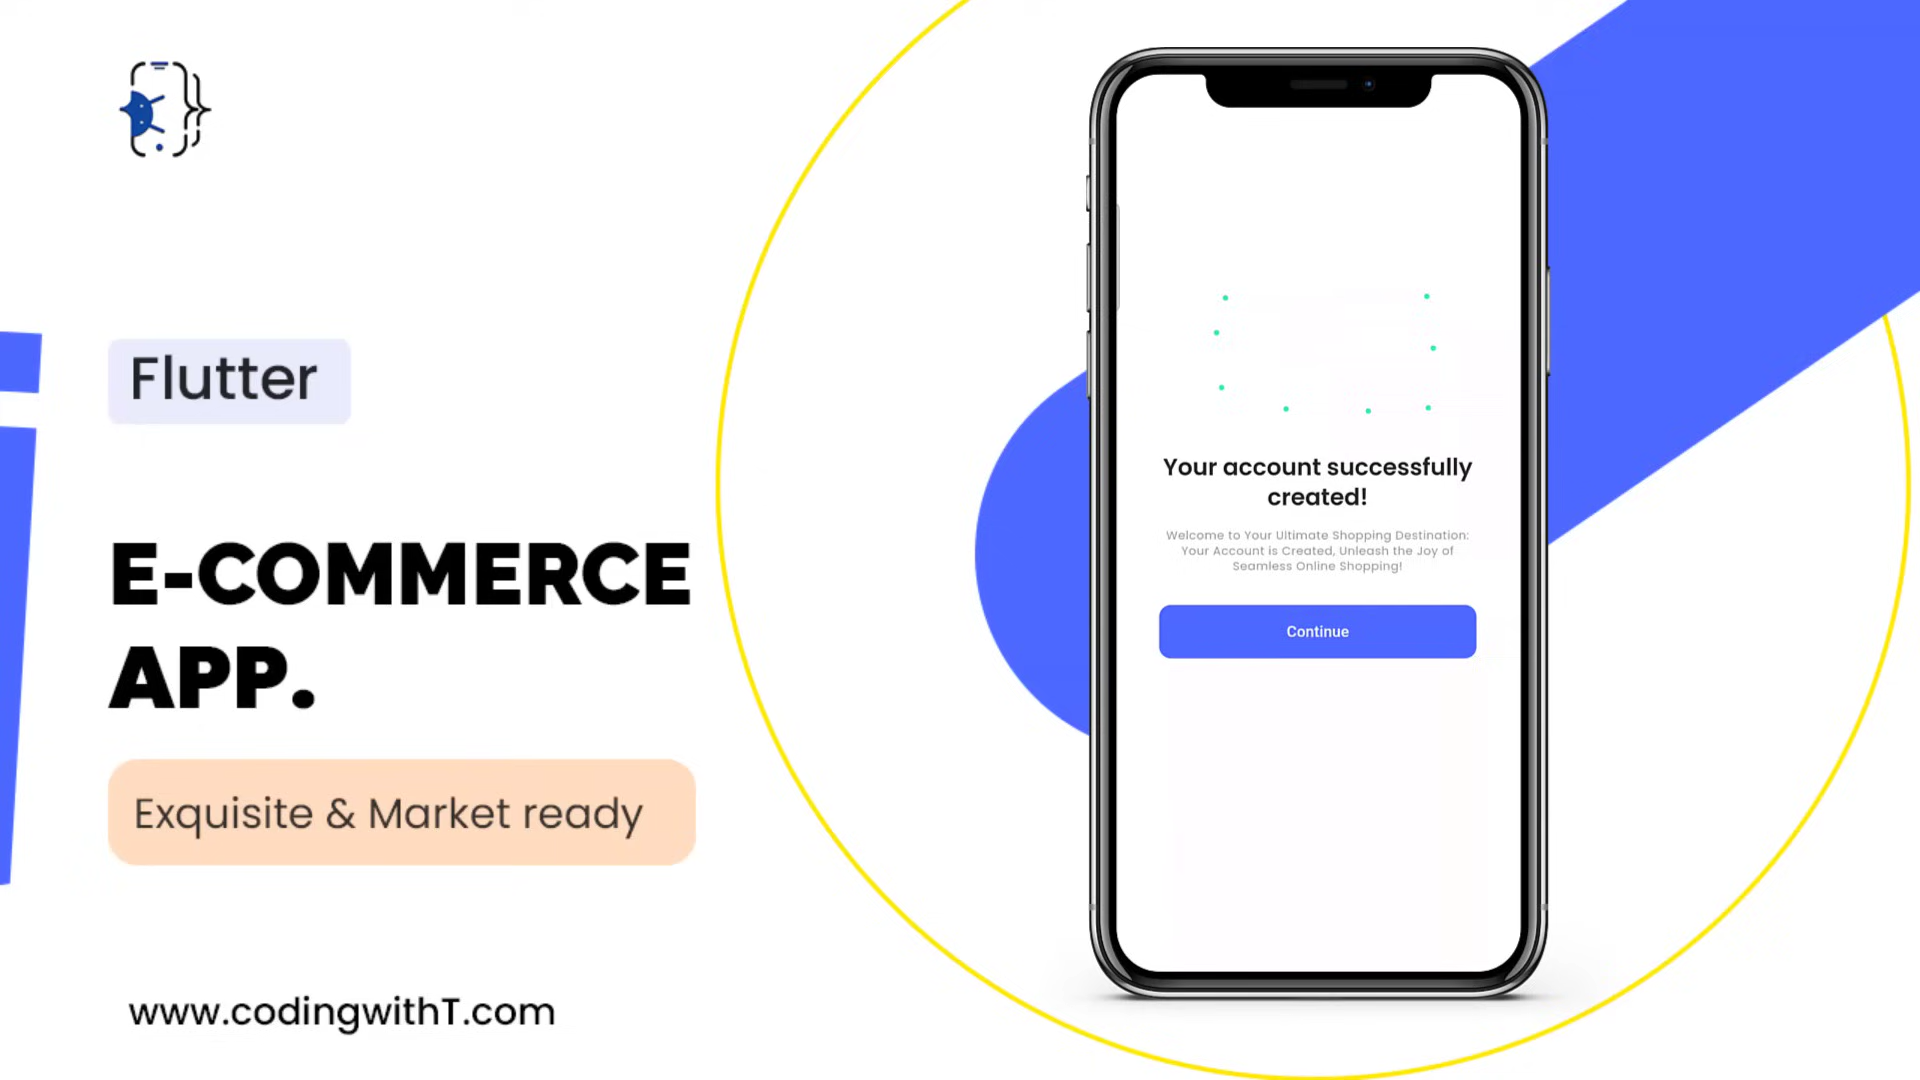 Flutter
E-COMMERCE
APP.
Exquisite & Market ready
www.codingwithT.com
Your account successfully
created!
Welcome to Your Ultimate Shopping Destination:
Your Account is Created, Unleash the Joy of
Seamless Online Shopping!
Continue